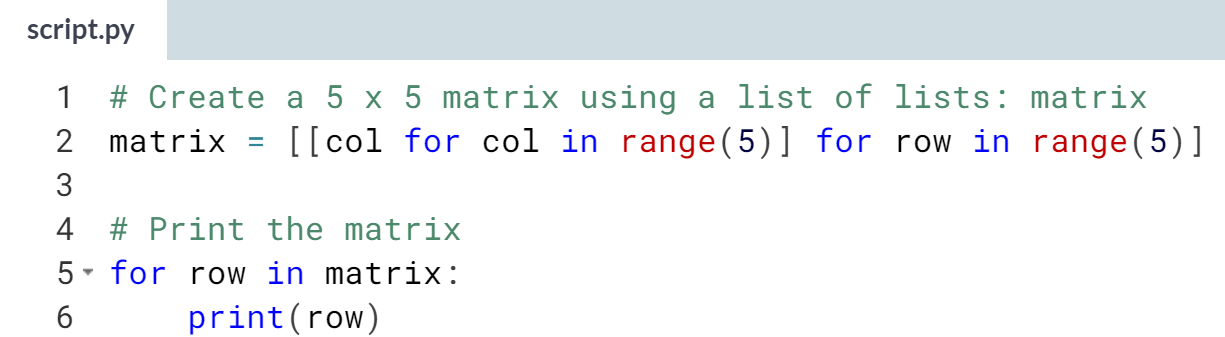 script.py
1 # Create a 5 x 5 matrix using a list of lists: matrix
2 matrix = [[col for col in range(5)] for row in range(5)]
3
4 # Print the matrix
5 for row in matrix:
6     print(row)